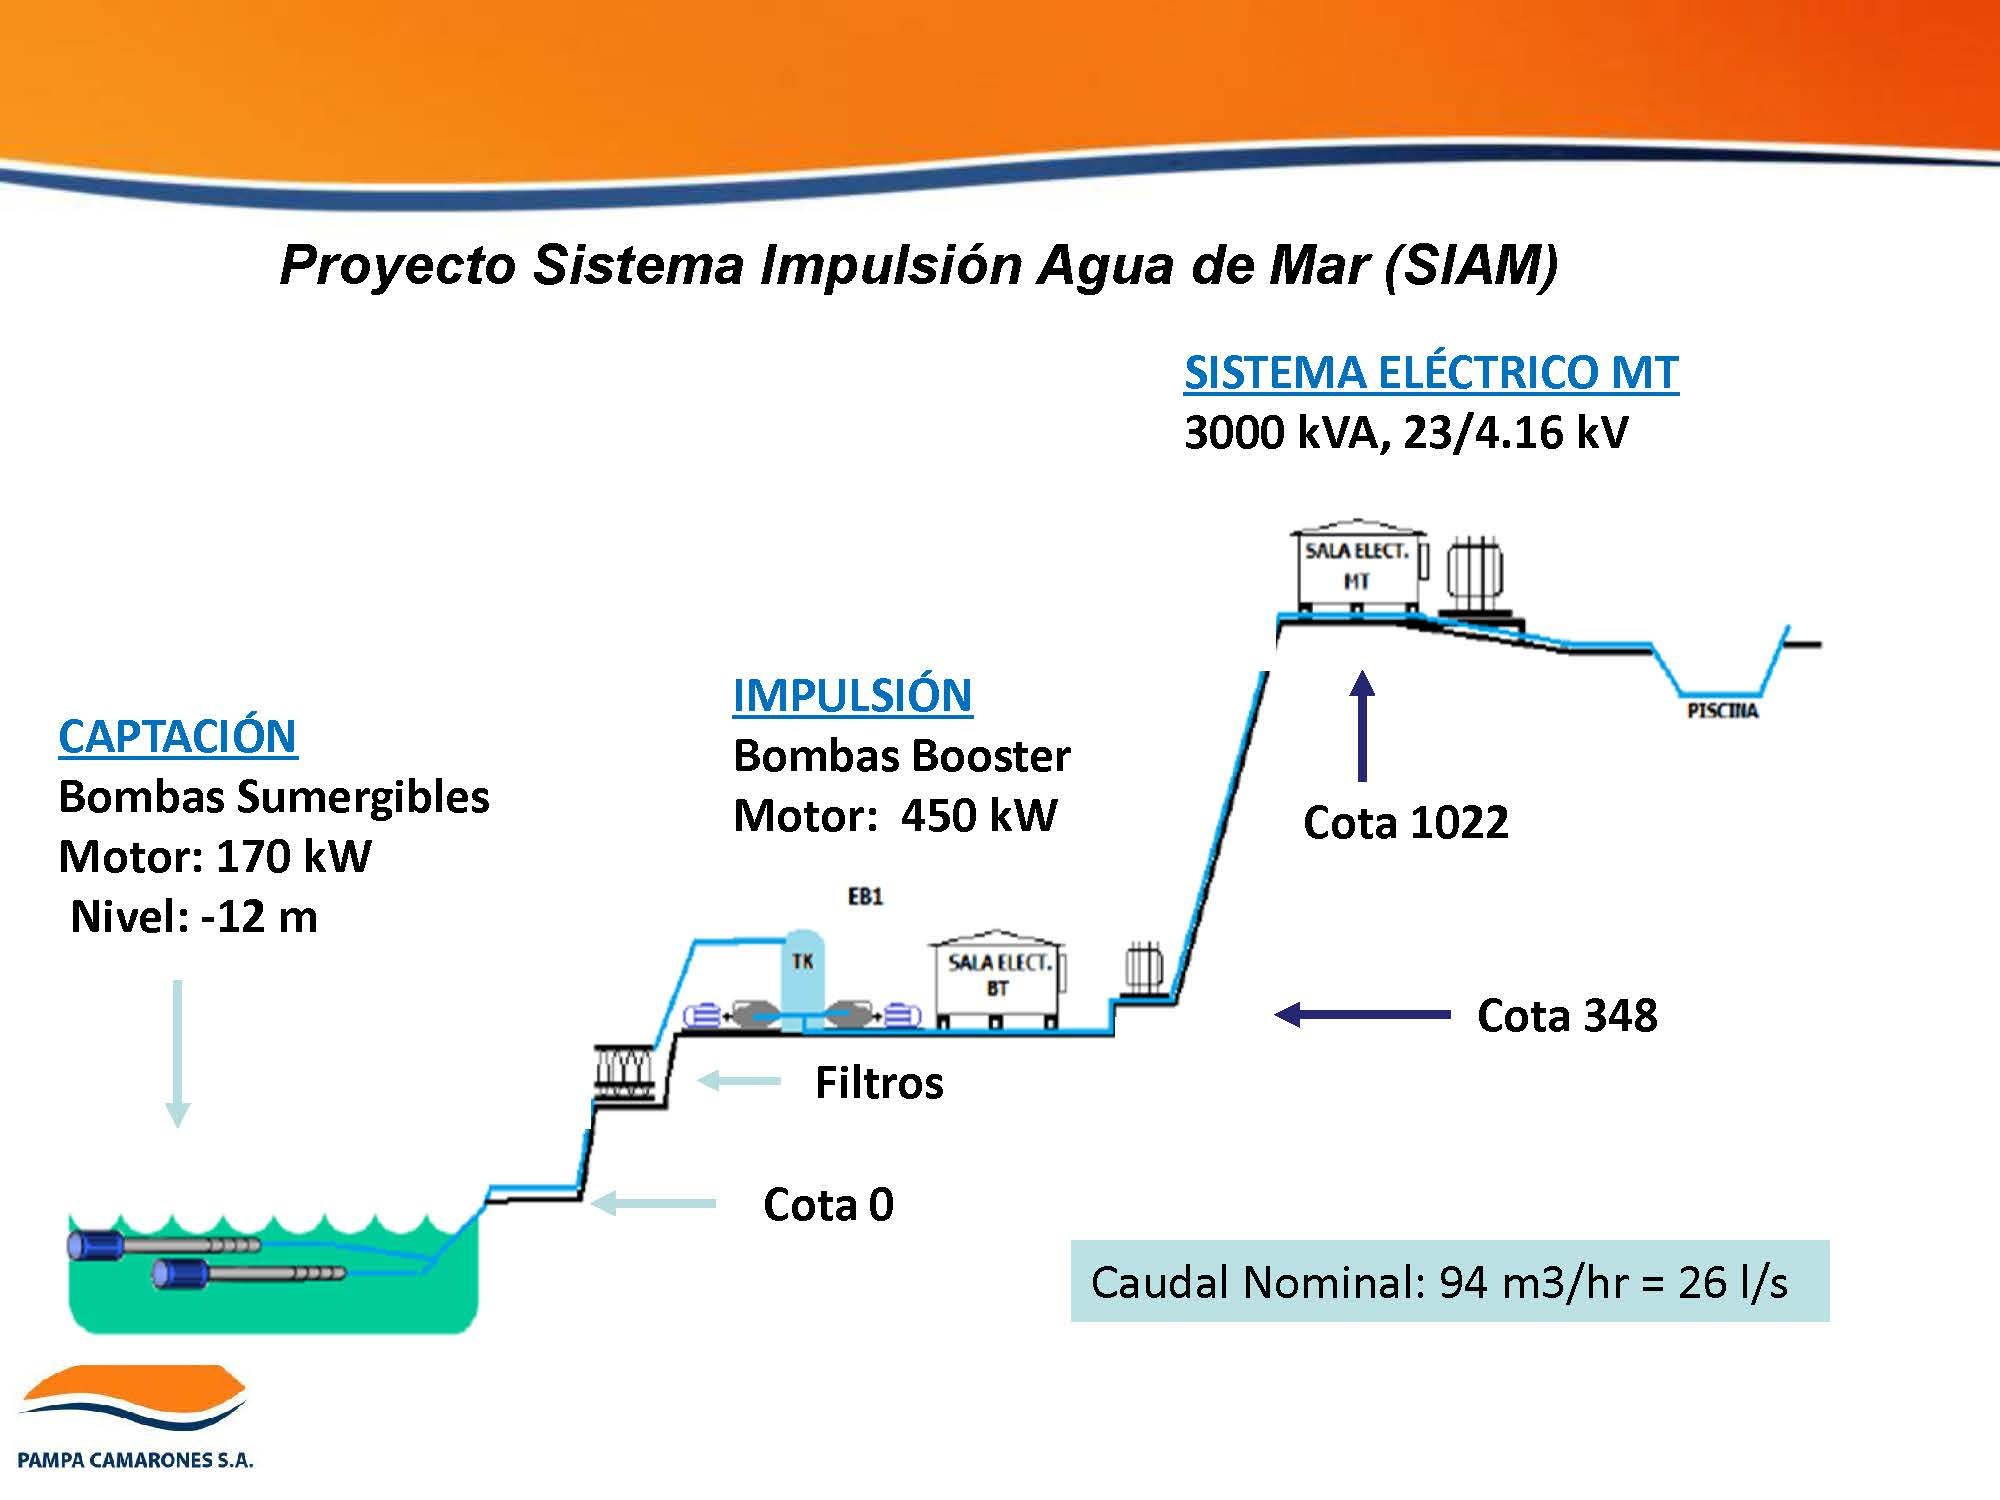 Proyecto Sistema Impulsión Agua de Mar (SIAM)
SISTEMA ELÉCTRICO MT
3000 kVA, 23/4.16 kV
SALA ELECT.
MT
PISCINA
IMPULSIÓN
Bombas Booster
Motor: 450 kW
CAPTACIÓN
Bombas Sumergibles
Motor: 170 kW
Nivel: -12 m
Cota 1022
EB1
TK
SALA ELECT.
BT
Cota 348
Filtros
Cota 0
Caudal Nominal: 94 m3/hr = 26 l/s
PAMPA CAMARONES S.A.